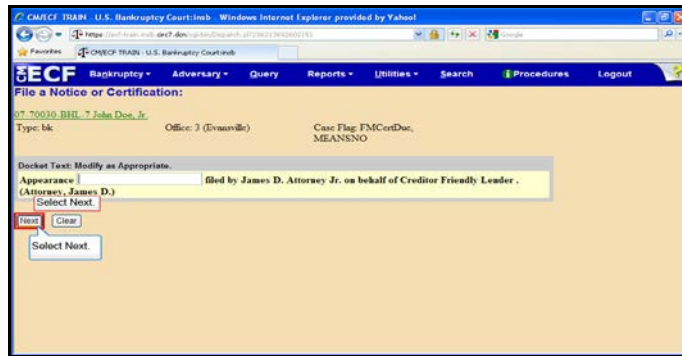 CM/ECF TRAIN - U.S. Bankruptcy Court:insb - Windows Internet Explorer provided by Yahoo!
Google
Favorites CM/ECF TRAIN - U.S. Bankruptcy Court:insb
ECF Bankruptcy Adversary Query Reports Utilities Search Procedures Logout ?
File a Notice or Certification:
07-70030-BHL-7 John Doe, Jr.
Type: bk Office: 3 (Evansville) Case Flag: FMCertDue,
MEANSNO
Docket Text: Modify as Appropriate.
Appearance filed by James D. Attorney Jr. on behalf of Creditor Friendly Lender .
(Attorney, James D.)
Select Next.
Next Clear
Select Next.